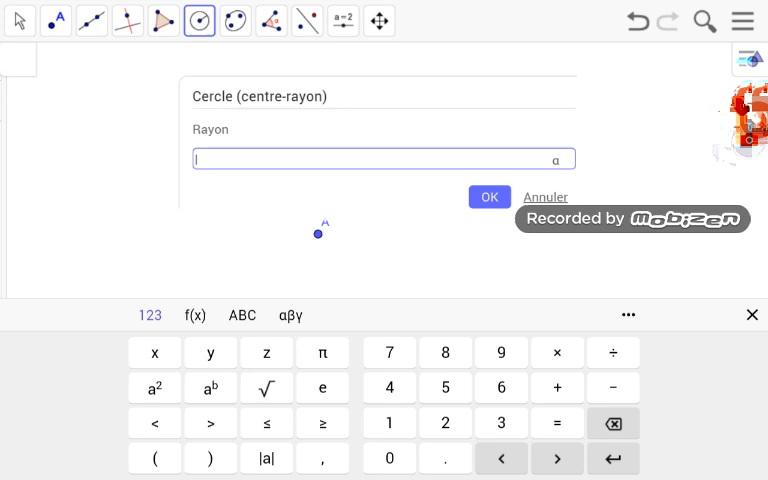 A
α
a=2
Cercle (centre-rayon)
Rayon
α
OK Annuler
Recorded by MOBIZEN
A
123 f(x) ABC αβγ ...
x y z π 7 8 9 × ÷
a² aᵇ √ e 4 5 6 + −
< > ≤ ≥ 1 2 3 =
( ) |a| , 0 . < >